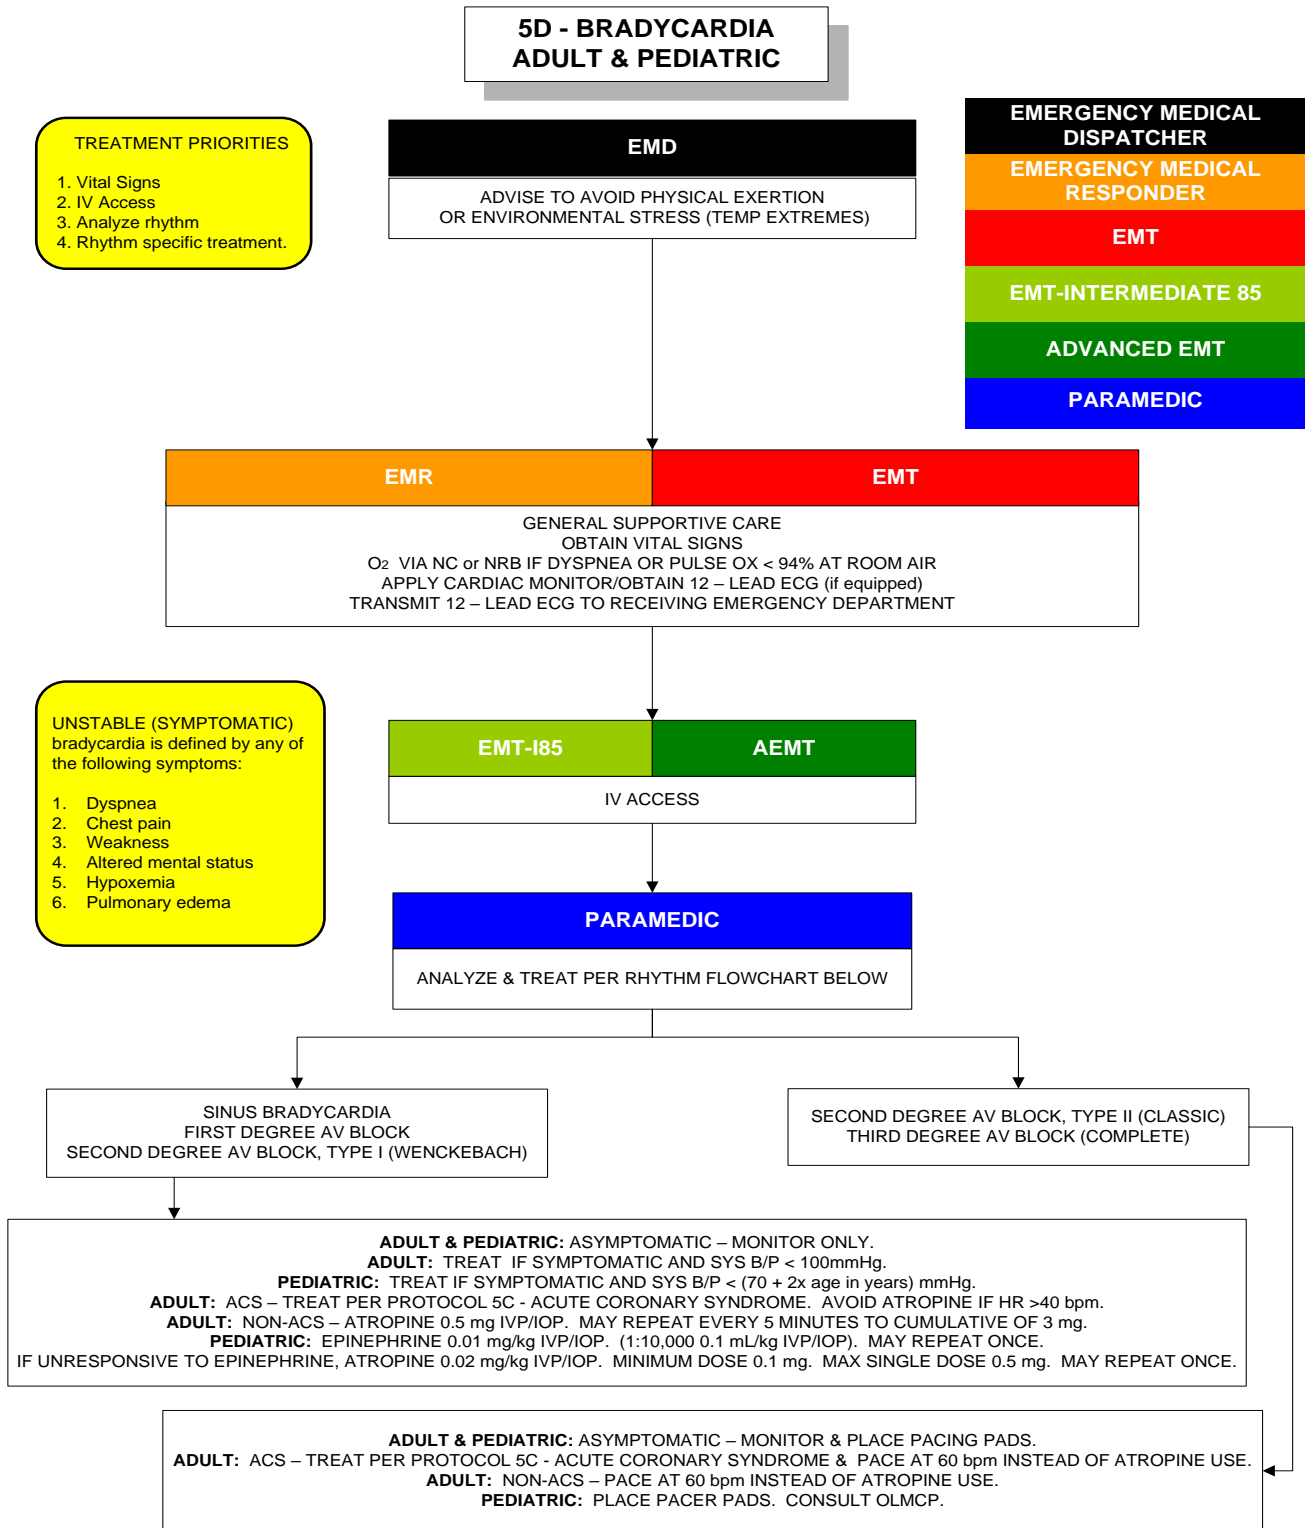 5D - BRADYCARDIA
ADULT & PEDIATRIC
TREATMENT PRIORITIES
1. Vital Signs
2. IV Access
3. Analyze rhythm
4. Rhythm specific treatment.
EMD
ADVISE TO AVOID PHYSICAL EXERTION
OR ENVIRONMENTAL STRESS (TEMP EXTREMES)
EMERGENCY MEDICAL
DISPATCHER
EMERGENCY MEDICAL
RESPONDER
EMT
EMT-INTERMEDIATE 85
ADVANCED EMT
PARAMEDIC
EMR
EMT
GENERAL SUPPORTIVE CARE
OBTAIN VITAL SIGNS
O2 VIA NC or NRB IF DYSPNEA OR PULSE OX < 94% AT ROOM AIR
APPLY CARDIAC MONITOR/OBTAIN 12 – LEAD ECG (if equipped)
TRANSMIT 12 – LEAD ECG TO RECEIVING EMERGENCY DEPARTMENT
UNSTABLE (SYMPTOMATIC)
bradycardia is defined by any of
the following symptoms:
1. Dyspnea
2. Chest pain
3. Weakness
4. Altered mental status
5. Hypoxemia
6. Pulmonary edema
EMT-I85
AEMT
IV ACCESS
PARAMEDIC
ANALYZE & TREAT PER RHYTHM FLOWCHART BELOW
SINUS BRADYCARDIA
FIRST DEGREE AV BLOCK
SECOND DEGREE AV BLOCK, TYPE I (WENCKEBACH)
SECOND DEGREE AV BLOCK, TYPE II (CLASSIC)
THIRD DEGREE AV BLOCK (COMPLETE)
ADULT & PEDIATRIC: ASYMPTOMATIC – MONITOR ONLY.
ADULT: TREAT IF SYMPTOMATIC AND SYS B/P < 100mmHg.
PEDIATRIC: TREAT IF SYMPTOMATIC AND SYS B/P < (70 + 2x age in years) mmHg.
ADULT: ACS – TREAT PER PROTOCOL 5C - ACUTE CORONARY SYNDROME. AVOID ATROPINE IF HR >40 bpm.
ADULT: NON-ACS – ATROPINE 0.5 mg IVP/IOP. MAY REPEAT EVERY 5 MINUTES TO CUMULATIVE OF 3 mg.
PEDIATRIC: EPINEPHRINE 0.01 mg/kg IVP/IOP. (1:10,000 0.1 mL/kg IVP/IOP). MAY REPEAT ONCE.
IF UNRESPONSIVE TO EPINEPHRINE, ATROPINE 0.02 mg/kg IVP/IOP. MINIMUM DOSE 0.1 mg. MAX SINGLE DOSE 0.5 mg. MAY REPEAT ONCE.
ADULT & PEDIATRIC: ASYMPTOMATIC – MONITOR & PLACE PACING PADS.
ADULT: ACS – TREAT PER PROTOCOL 5C - ACUTE CORONARY SYNDROME & PACE AT 60 bpm INSTEAD OF ATROPINE USE.
ADULT: NON-ACS – PACE AT 60 bpm INSTEAD OF ATROPINE USE.
PEDIATRIC: PLACE PACER PADS. CONSULT OLMCP.